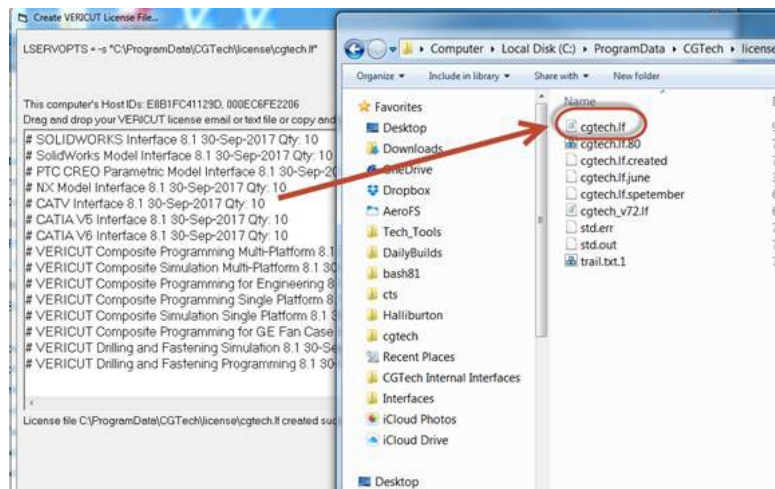 Create VERICUT License File...
LSERVOPTS = -s "C:\ProgramData\CGTech\license\cgtech.lf"
This computer's Host IDs: E8B1FC41129D, 000EC6FE2206
Drag and drop your VERICUT license email or text file or copy and
# SOLIDWORKS Interface 8.1 30-Sep-2017 Qty: 10
# SolidWorks Model Interface 8.1 30-Sep-2017 Qty: 10
# PTC CREO Parametric Model Interface 8.1 30-Sep-20
# NX Model Interface 8.1 30-Sep-2017 Qty: 10
# CATV Interface 8.1 30-Sep-2017 Qty: 10
# CATIA V5 Interface 8.1 30-Sep-2017 Qty: 10
# CATIA V6 Interface 8.1 30-Sep-2017 Qty: 10
# VERICUT Composite Programming Multi-Platform 8.1
# VERICUT Composite Simulation Multi-Platform 8.1 30
# VERICUT Composite Programming for Engineering 8
# VERICUT Composite Programming Single Platform 8
# VERICUT Composite Simulation Single Platform 8.1
# VERICUT Composite Programming for GE Fan Case
# VERICUT Drilling and Fastening Simulation 8.1 30-Se
# VERICUT Drilling and Fastening Programming 8.1 30
License file C:\ProgramData\CGTech\license\cgtech.lf created suc
Computer Local Disk (C:) ProgramData CGTech license
Organize Include in library Share with New folder
Favorites
Desktop
Downloads
OneDrive
Dropbox
AeroFS
Tech_Tools
DailyBuilds
bash81
cts
Halliburton
cgtech
Recent Places
CGTech Internal Interfaces
Interfaces
iCloud Photos
iCloud Drive
Desktop
Name
cgtech.lf
cgtech.lf.80
cgtech.lf.created
cgtech.lf.june
cgtech.lf.spetember
cgtech_v72.lf
std.err
std.out
trail.txt.1